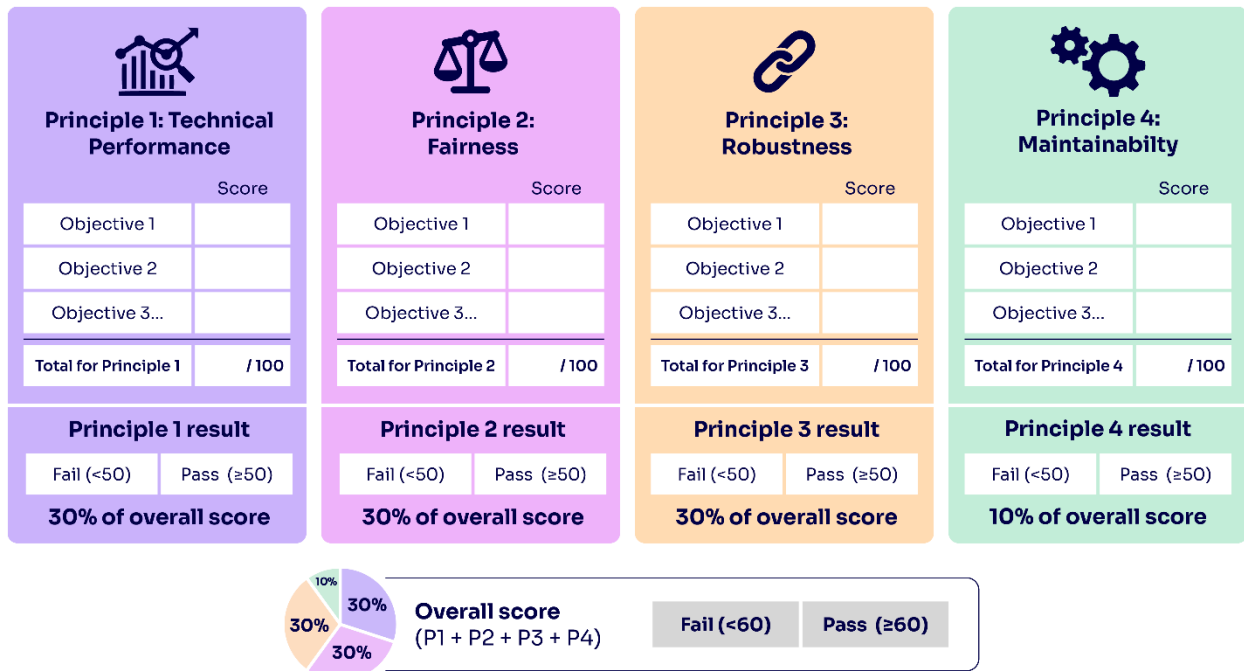 Principle 1: Technical
Performance
Score
Objective 1
Objective 2
Objective 3...
Total for Principle 1 / 100
Principle 1 result
Fail (<50) Pass (≥50)
30% of overall score
Principle 2:
Fairness
Score
Objective 1
Objective 2
Objective 3...
Total for Principle 2 / 100
Principle 2 result
Fail (<50) Pass (≥50)
30% of overall score
Principle 3:
Robustness
Score
Objective 1
Objective 2
Objective 3...
Total for Principle 3 / 100
Principle 3 result
Fail (<50) Pass (≥50)
30% of overall score
Principle 4:
Maintainabilty
Score
Objective 1
Objective 2
Objective 3...
Total for Principle 4 / 100
Principle 4 result
Fail (<50) Pass (≥50)
10% of overall score
10%
30%
30%
30%
Overall score
(P1 + P2 + P3 + P4)
Fail (<60) Pass (≥60)